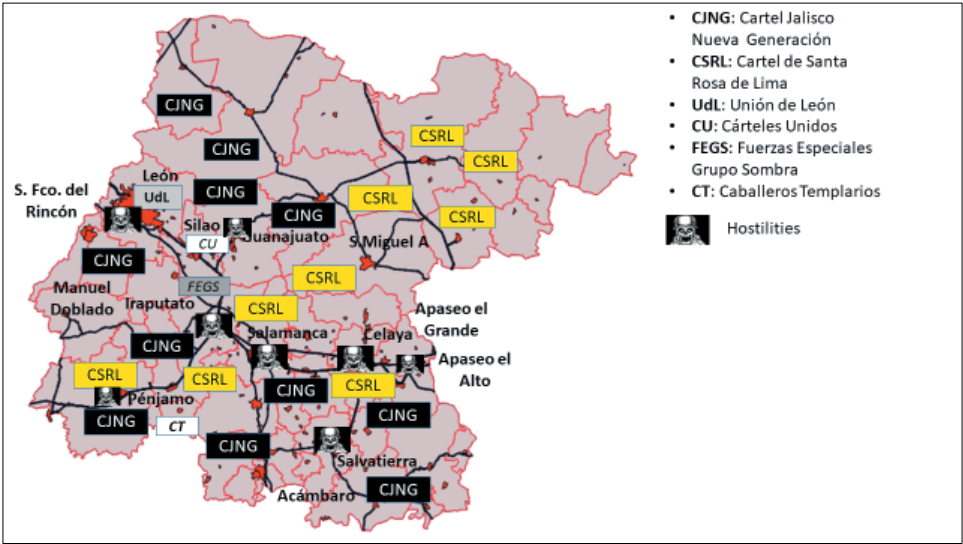 • CJNG: Cartel Jalisco
Nueva Generación
• CSRL: Cartel de Santa
Rosa de Lima
• UdL: Unión de León
• CU: Cárteles Unidos
• FEGS: Fuerzas Especiales
Grupo Sombra
• CT: Caballeros Templarios
Hostilities
CJNG
CSRL
CJNG
CSRL
León
S. Fco. del
Rincón
UdL
CJNG
CSRL
CJNG
CSRL
Silao
CU
Guanajuato
S.Miguel A
CJNG
CSRL
Manuel
Doblado
FEGS
Iraputato
CSRL
Apaseo el
Grande
Salamanca
Celaya
CJNG
Apaseo el
Alto
CSRL
CSRL
CSRL
CJNG
Pénjamo
CJNG
CT
CJNG
CJNG
Salvatierra
CJNG
Acámbaro